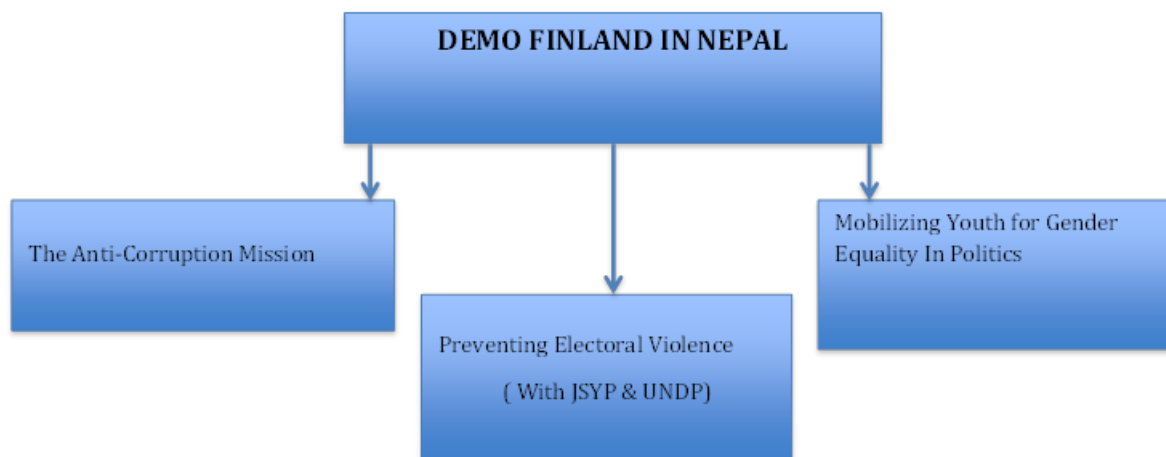 DEMO FINLAND IN NEPAL
The Anti-Corruption Mission
Preventing Electoral Violence
( With JSYP & UNDP)
Mobilizing Youth for Gender
Equality In Politics